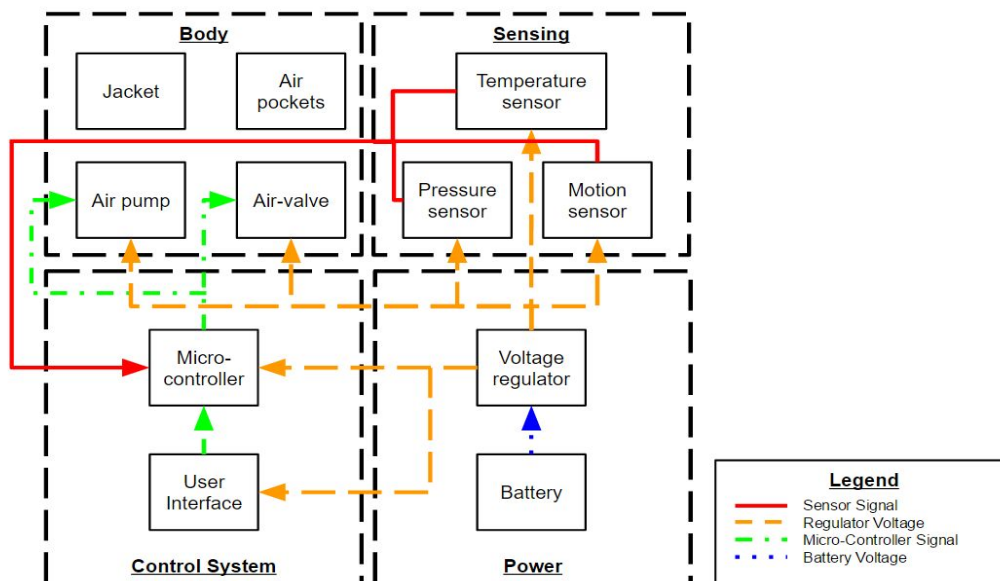 Body
Jacket
Air
pockets
Air pump
Air-valve
Sensing
Temperature
sensor
Pressure
sensor
Motion
sensor
Micro-
controller
User
Interface
Control System
Voltage
regulator
Battery
Power
Legend
Sensor Signal
Regulator Voltage
Micro-Controller Signal
Battery Voltage